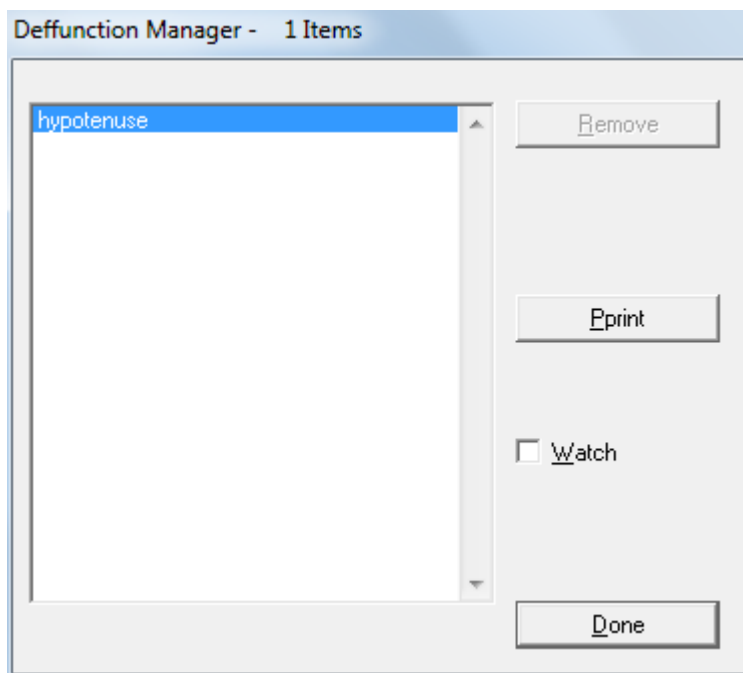 Deffunction Manager - 1 Items
hypotenuse
Remove
Pprint
Watch
Done